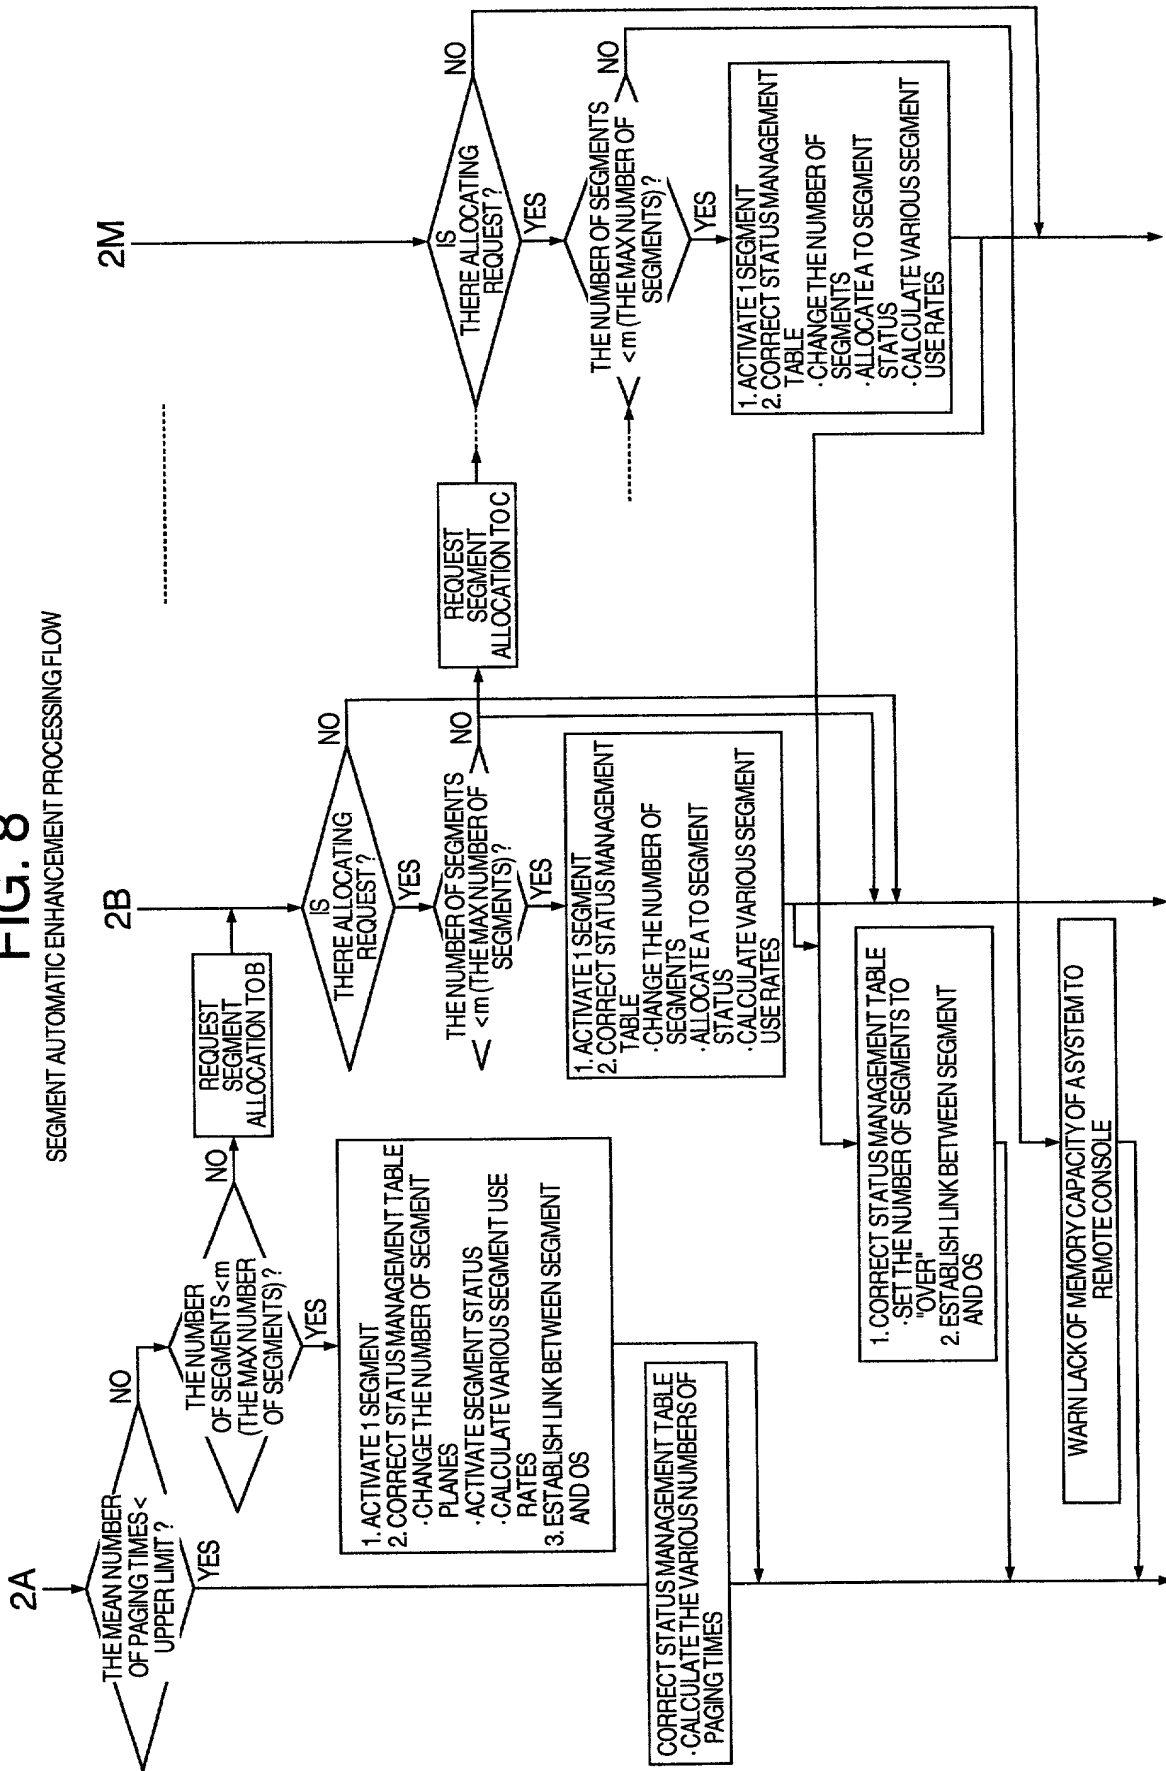 FIG. 8
SEGMENT AUTOMATIC ENHANCEMENT PROCESSING FLOW
2A
THE MEAN NUMBER
OF PAGING TIMES <
UPPER LIMIT ?
NO
YES
THE NUMBER
OF SEGMENTS < m
(THE MAX NUMBER
OF SEGMENTS) ?
NO
YES
REQUEST
SEGMENT
ALLOCATION TO B
1. ACTIVATE 1 SEGMENT
2. CORRECT STATUS MANAGEMENT TABLE
· CHANGE THE NUMBER OF SEGMENT
PLANES
· ACTIVATE SEGMENT STATUS
· CALCULATE VARIOUS SEGMENT USE
RATES
3. ESTABLISH LINK BETWEEN SEGMENT
AND OS
CORRECT STATUS MANAGEMENT TABLE
· CALCULATE THE VARIOUS NUMBERS OF
PAGING TIMES
2B
IS
THERE ALLOCATING
REQUEST ?
NO
YES
THE NUMBER OF SEGMENTS
< m (THE MAX NUMBER OF
SEGMENTS) ?
NO
YES
REQUEST
SEGMENT
ALLOCATION TO C
1. ACTIVATE 1 SEGMENT
2. CORRECT STATUS MANAGEMENT
TABLE
· CHANGE THE NUMBER OF
SEGMENTS
· ALLOCATE A TO SEGMENT
STATUS
· CALCULATE VARIOUS SEGMENT
USE RATES
1. CORRECT STATUS MANAGEMENT TABLE
· SET THE NUMBER OF SEGMENTS TO
"OVER"
2. ESTABLISH LINK BETWEEN SEGMENT
AND OS
WARN LACK OF MEMORY CAPACITY OF A SYSTEM TO
REMOTE CONSOLE
2M
IS
THERE ALLOCATING
REQUEST ?
NO
YES
THE NUMBER OF SEGMENTS
< m (THE MAX NUMBER OF
SEGMENTS) ?
NO
YES
1. ACTIVATE 1 SEGMENT
2. CORRECT STATUS MANAGEMENT
TABLE
· CHANGE THE NUMBER OF
SEGMENTS
· ALLOCATE A TO SEGMENT
STATUS
· CALCULATE VARIOUS SEGMENT
USE RATES